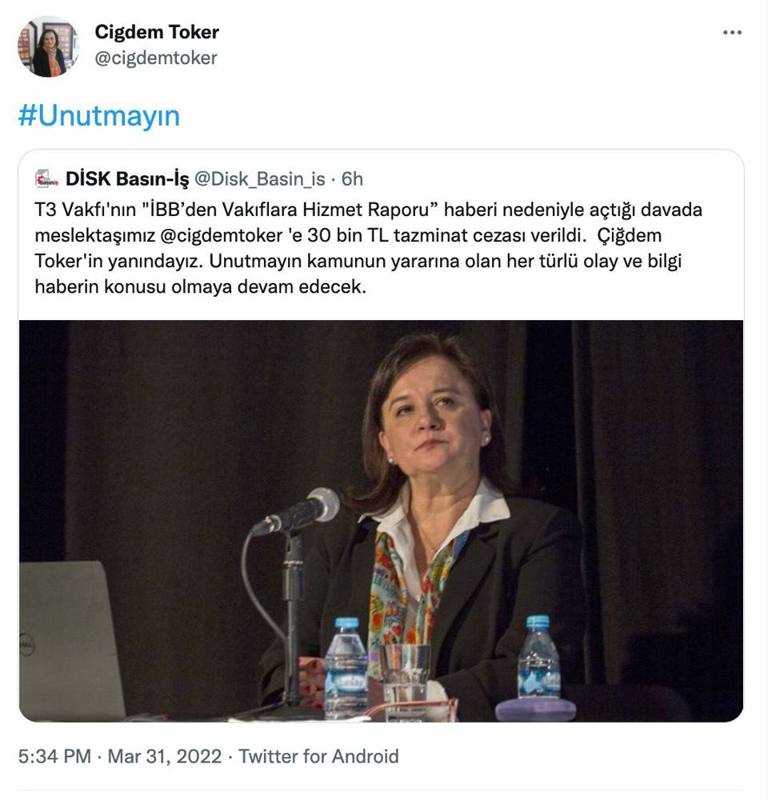 Cigdem Toker
@cigdemtoker
#Unutmayın
DİSK Basın-İş @Disk_Basin_is · 6h
T3 Vakfı'nın "İBB'den Vakıflara Hizmet Raporu” haberi nedeniyle açtığı davada
meslektaşımız @cigdemtoker 'e 30 bin TL tazminat cezası verildi.  Çiğdem
Toker'in yanındayız. Unutmayın kamunun yararına olan her türlü olay ve bilgi
haberin konusu olmaya devam edecek.
5:34 PM · Mar 31, 2022 · Twitter for Android